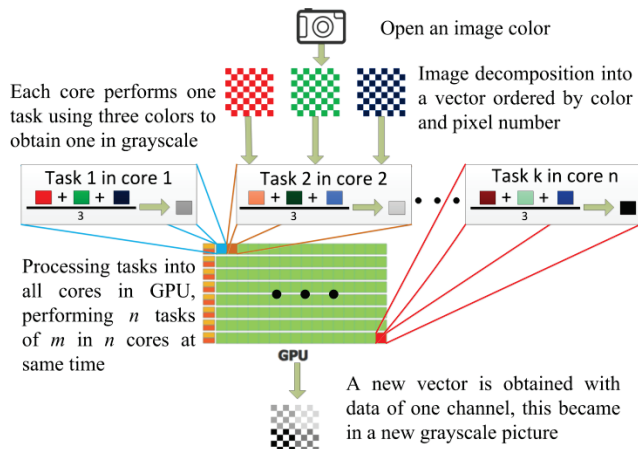 Open an image color
Each core performs one
task using three colors to
obtain one in grayscale
Image decomposition into
a vector ordered by color
and pixel number
Task 1 in core 1
+ +
3
Task 2 in core 2
+ +
3
Task k in core n
+ +
3
Processing tasks into
all cores in GPU,
performing n tasks
of m in n cores at
same time
GPU
A new vector is obtained with
data of one channel, this became
in a new grayscale picture